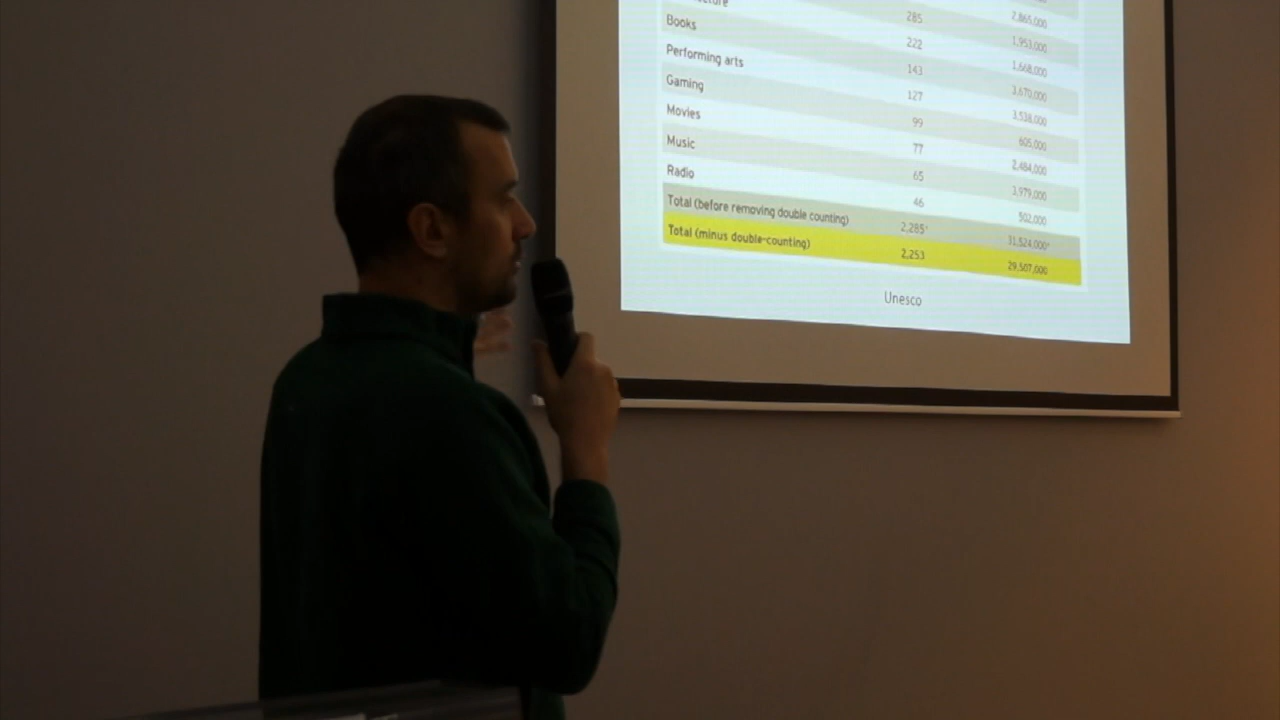 2,865,000
285 1,953,000
222 1,668,000
Books 143 3,670,000
Performing arts 127 3,538,000
Gaming 99 605,000
Movies 77 2,484,000
Music 65 3,979,000
Radio 46 502,000
Total (before removing double counting) 2,285* 31,524,000*
Total (minus double-counting) 2,253 29,507,000
Unesco